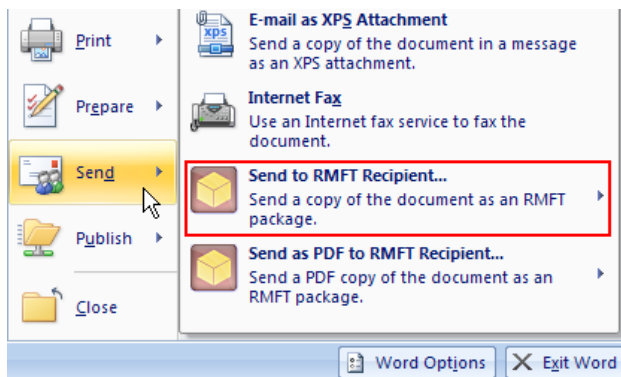 Print
Prepare
Send
Publish
Close
E-mail as XPS Attachment
Send a copy of the document in a message
as an XPS attachment.
Internet Fax
Use an Internet fax service to fax the
document.
Send to RMFT Recipient...
Send a copy of the document as an RMFT
package.
Send as PDF to RMFT Recipient...
Send a PDF copy of the document as an
RMFT package.
Word Options
Exit Word
xps